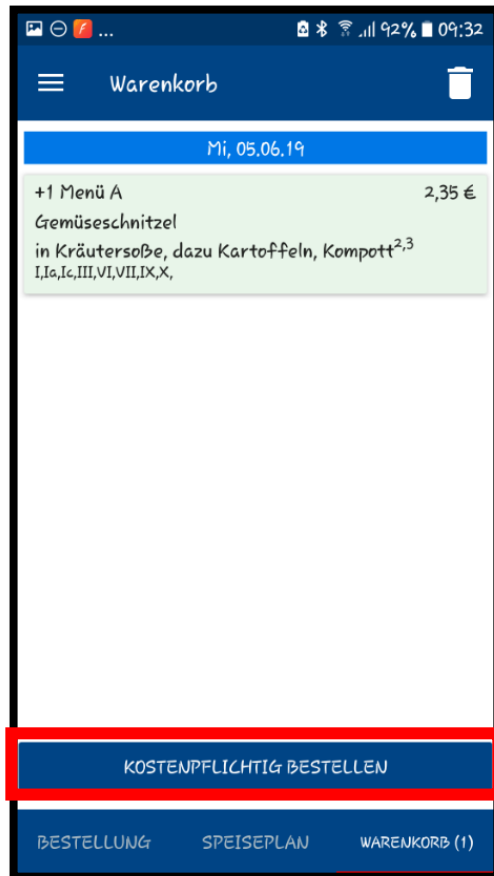 ... 92% 09:32
Warenkorb
Mi, 05.06.19
+1 Menü A 2,35 €
Gemüseschnitzel
in Kräutersoße, dazu Kartoffeln, Kompott2,3
I,Ia,Ic,III,VI,VII,IX,X,
KOSTENPFLICHTIG BESTELLEN
BESTELLUNG SPEISEPLAN WARENKORB (1)